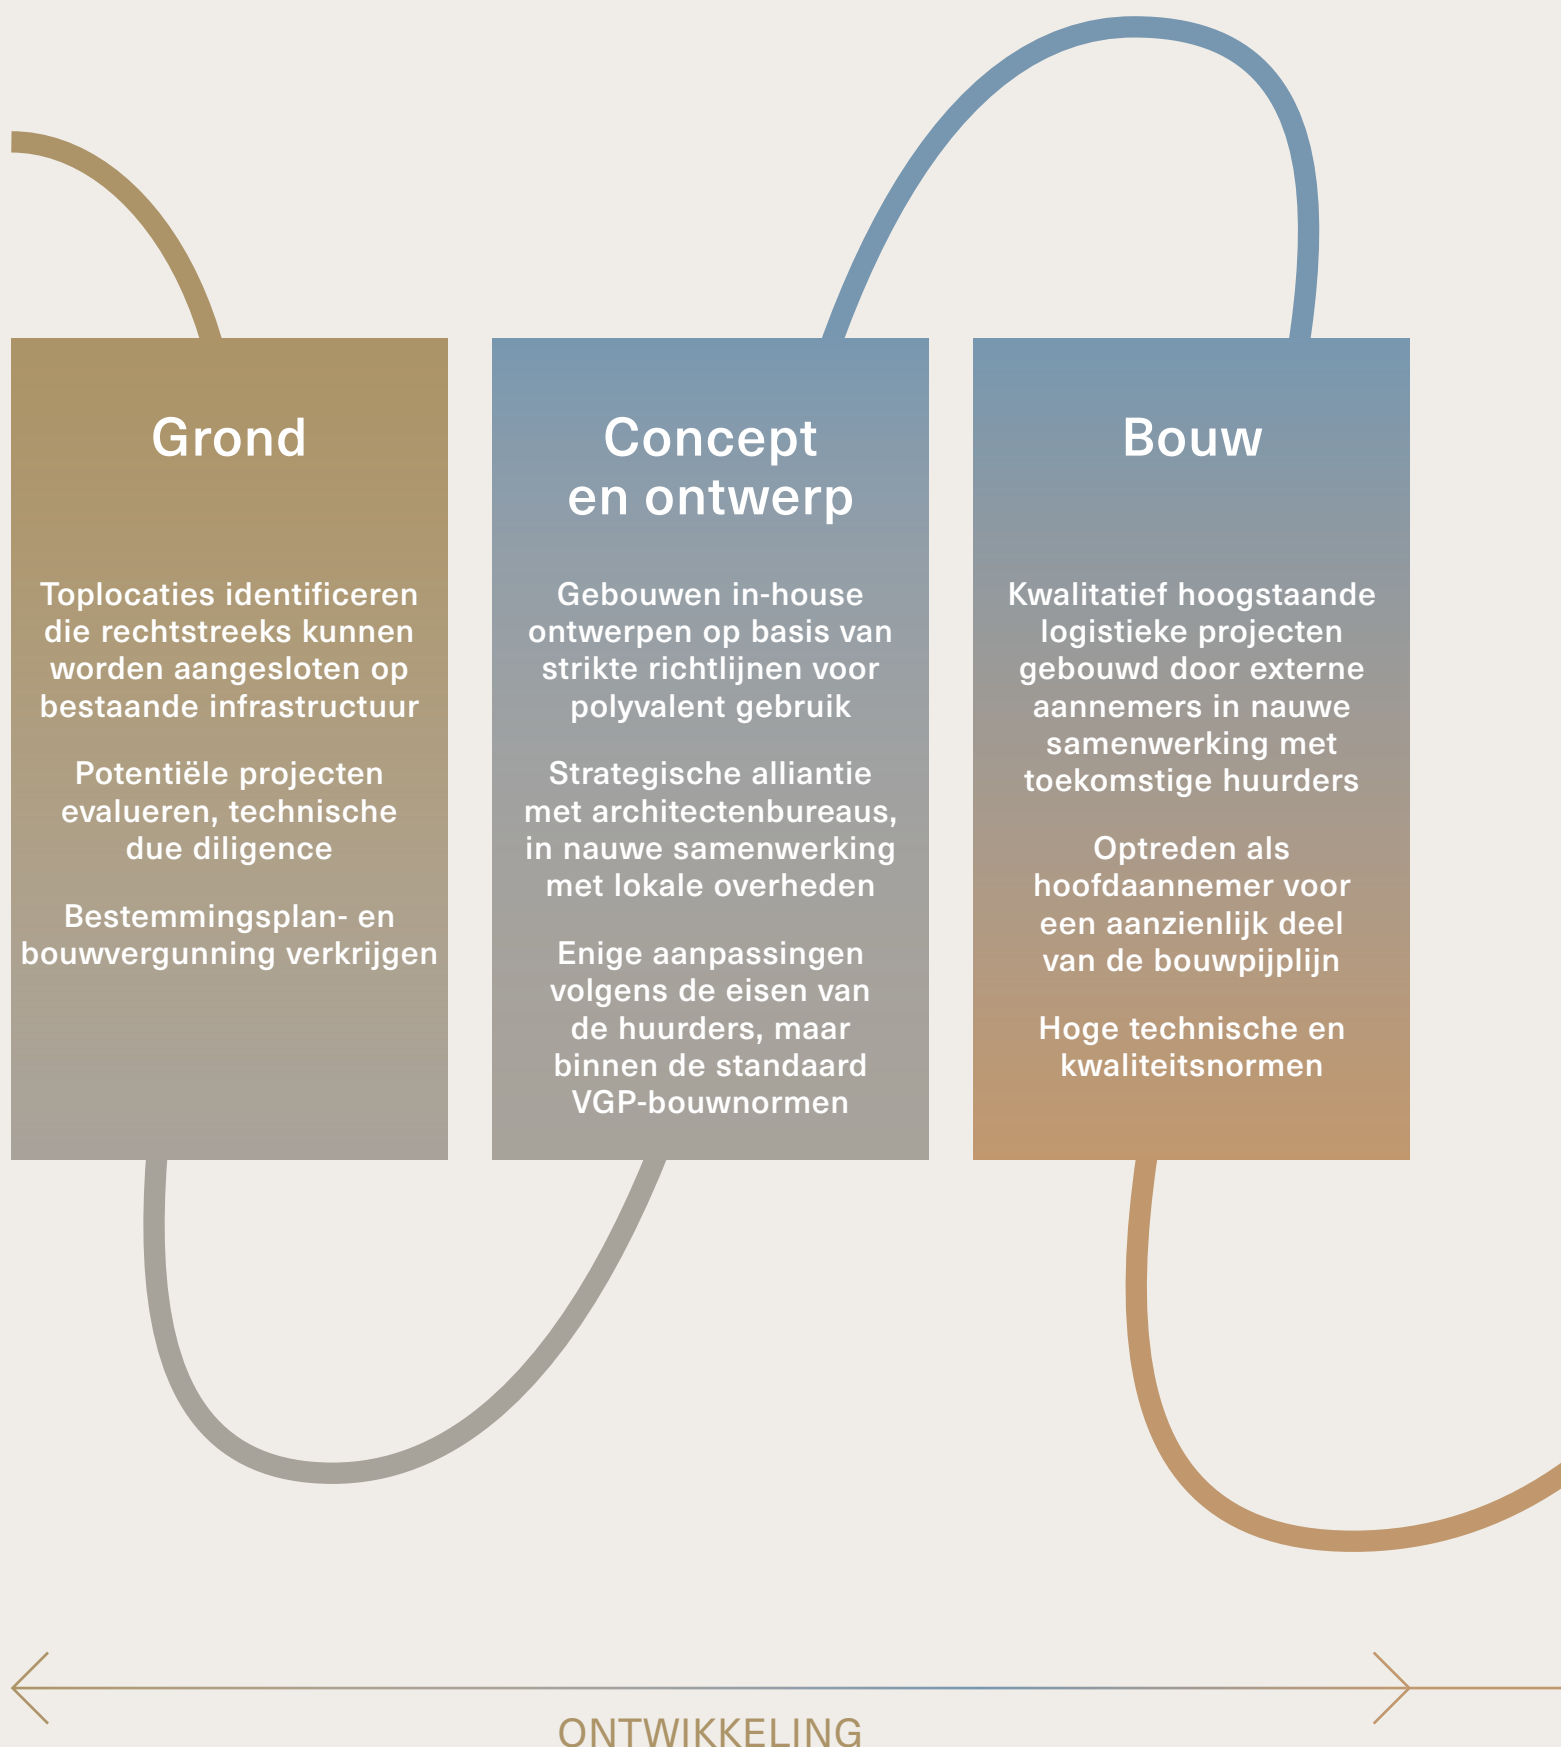 Grond
Toplocaties identificeren
die rechtstreeks kunnen
worden aangesloten op
bestaande infrastructuur
Potentiële projecten
evalueren, technische
due diligence
Bestemmingsplan- en
bouwvergunning verkrijgen
Concept
en ontwerp
Gebouwen in-house
ontwerpen op basis van
strikte richtlijnen voor
polyvalent gebruik
Strategische alliantie
met architectenbureaus,
in nauwe samenwerking
met lokale overheden
Enige aanpassingen
volgens de eisen van
de huurders, maar
binnen de standaard
VGP-bouwnormen
Bouw
Kwalitatief hoogstaande
logistieke projecten
gebouwd door externe
aannemers in nauwe
samenwerking met
toekomstige huurders
Optreden als
hoofdaannemer voor
een aanzienlijk deel
van de bouwpijplijn
Hoge technische en
kwaliteitsnormen
ONTWIKKELING